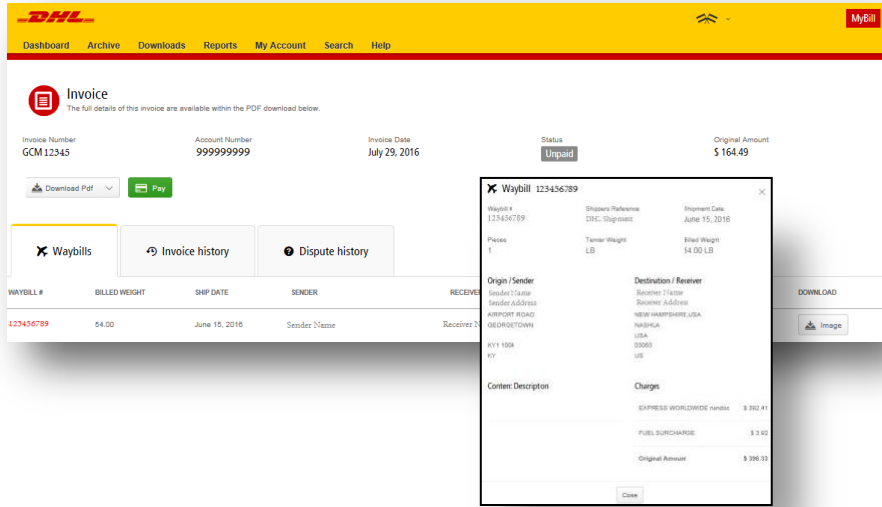 DHL
MyBill
Dashboard Archive Downloads Reports My Account Search Help
Invoice
The full details of this invoice are available within the PDF download below.
Invoice Number Account Number Invoice Date Status Original Amount
GCM 12345 999999999 July 29, 2016 Unpaid $ 164.49
Download Pdf Pay
Waybills Invoice history Dispute history
WAYBILL # BILLED WEIGHT SHIP DATE SENDER RECEIVER DOWNLOAD
123456789 54.00 June 15, 2016 Sender Name Receiver N Image
Waybill 123456789
Waybill # Shippers Reference Shipment Date
123456789 DHL Shipment June 15, 2016
Pieces Tender Weight Billed Weight
1 LB 54.00 LB
Origin / Sender Destination / Receiver
Sender Name Receiver Name
Sender Address Receiver Address
AIRPORT ROAD NEW HAMPSHIRE,USA
GEORGETOWN NASHUA
USA
KY1 03063
KY US
Content Description Charges
EXPRESS WORLDWIDE nondoc $ 392.41
FUEL SURCHARGE $ 3.92
Original Amount $ 396.33
Close